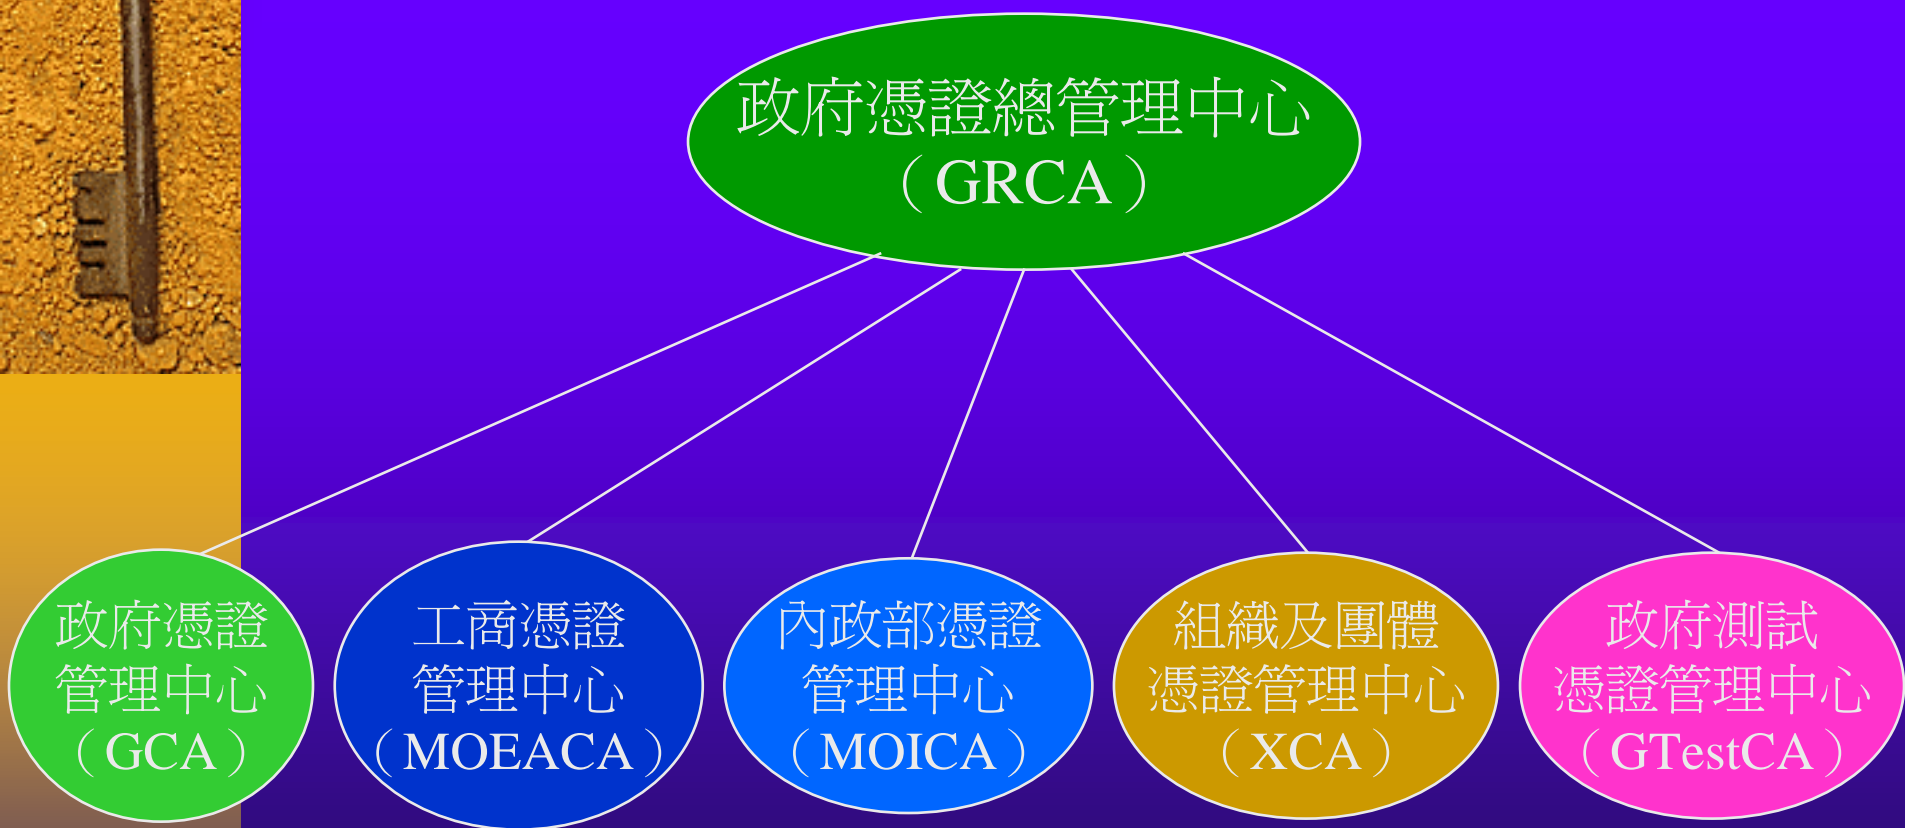 政府憑證總管理中心
（GRCA）
政府憑證
管理中心
（GCA）
工商憑證
管理中心
（MOEACA）
內政部憑證
管理中心
（MOICA）
組織及團體
憑證管理中心
（XCA）
政府測試
憑證管理中心
（GTestCA）